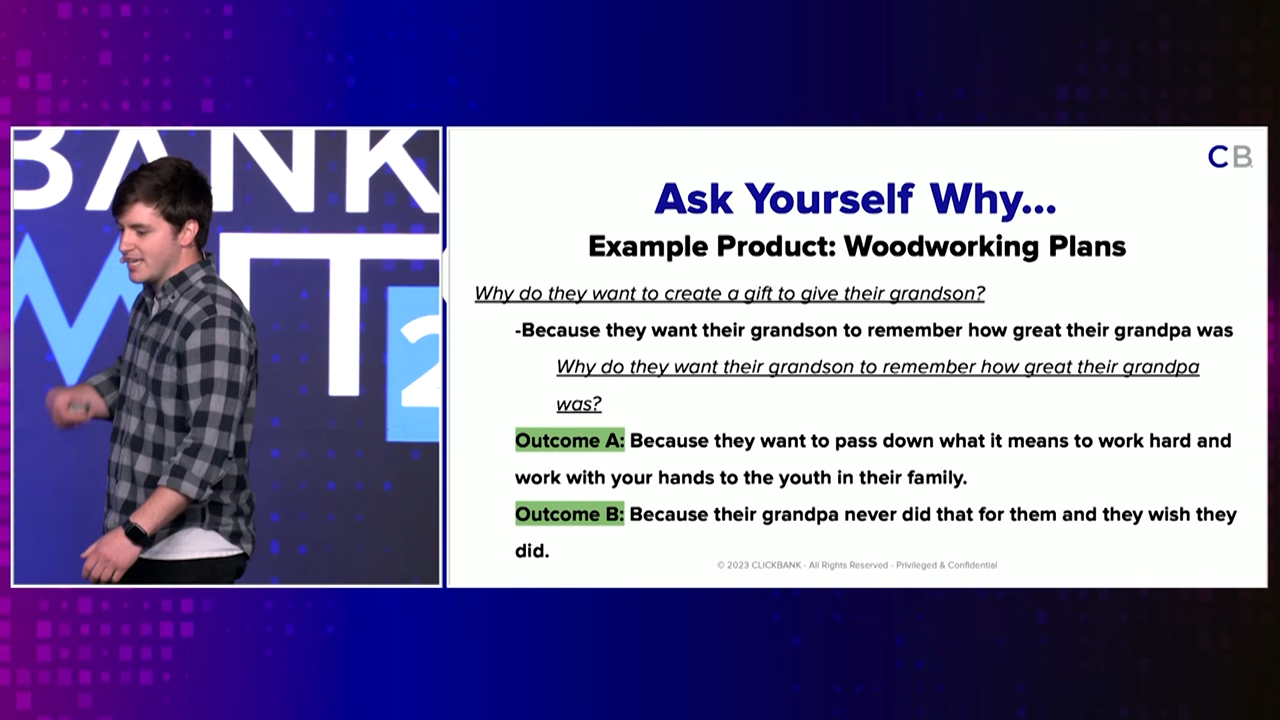 BANK
MIT
2
CB
Ask Yourself Why...
Example Product: Woodworking Plans
Why do they want to create a gift to give their grandson?
-Because they want their grandson to remember how great their grandpa was
Why do they want their grandson to remember how great their grandpa
was?
Outcome A: Because they want to pass down what it means to work hard and
work with your hands to the youth in their family.
Outcome B: Because their grandpa never did that for them and they wish they
did.
© 2023 CLICKBANK - All Rights Reserved - Privileged & Confidential